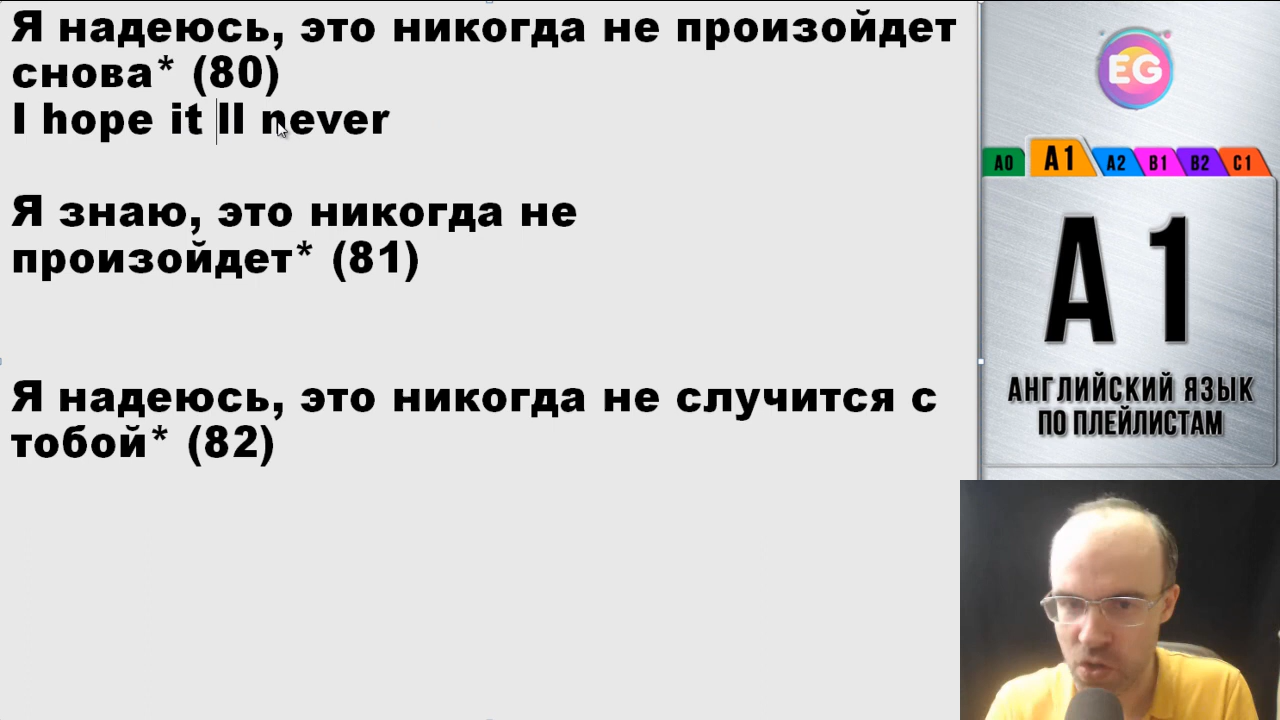 Я надеюсь, это никогда не произойдет
снова* (80)
I hope it ll never
Я знаю, это никогда не
произойдет* (81)
Я надеюсь, это никогда не случится с
тобой* (82)
EG
A0 A1 A2 B1 B2 C1
A1
АНГЛИЙСКИЙ ЯЗЫК
ПО ПЛЕЙЛИСТАМ